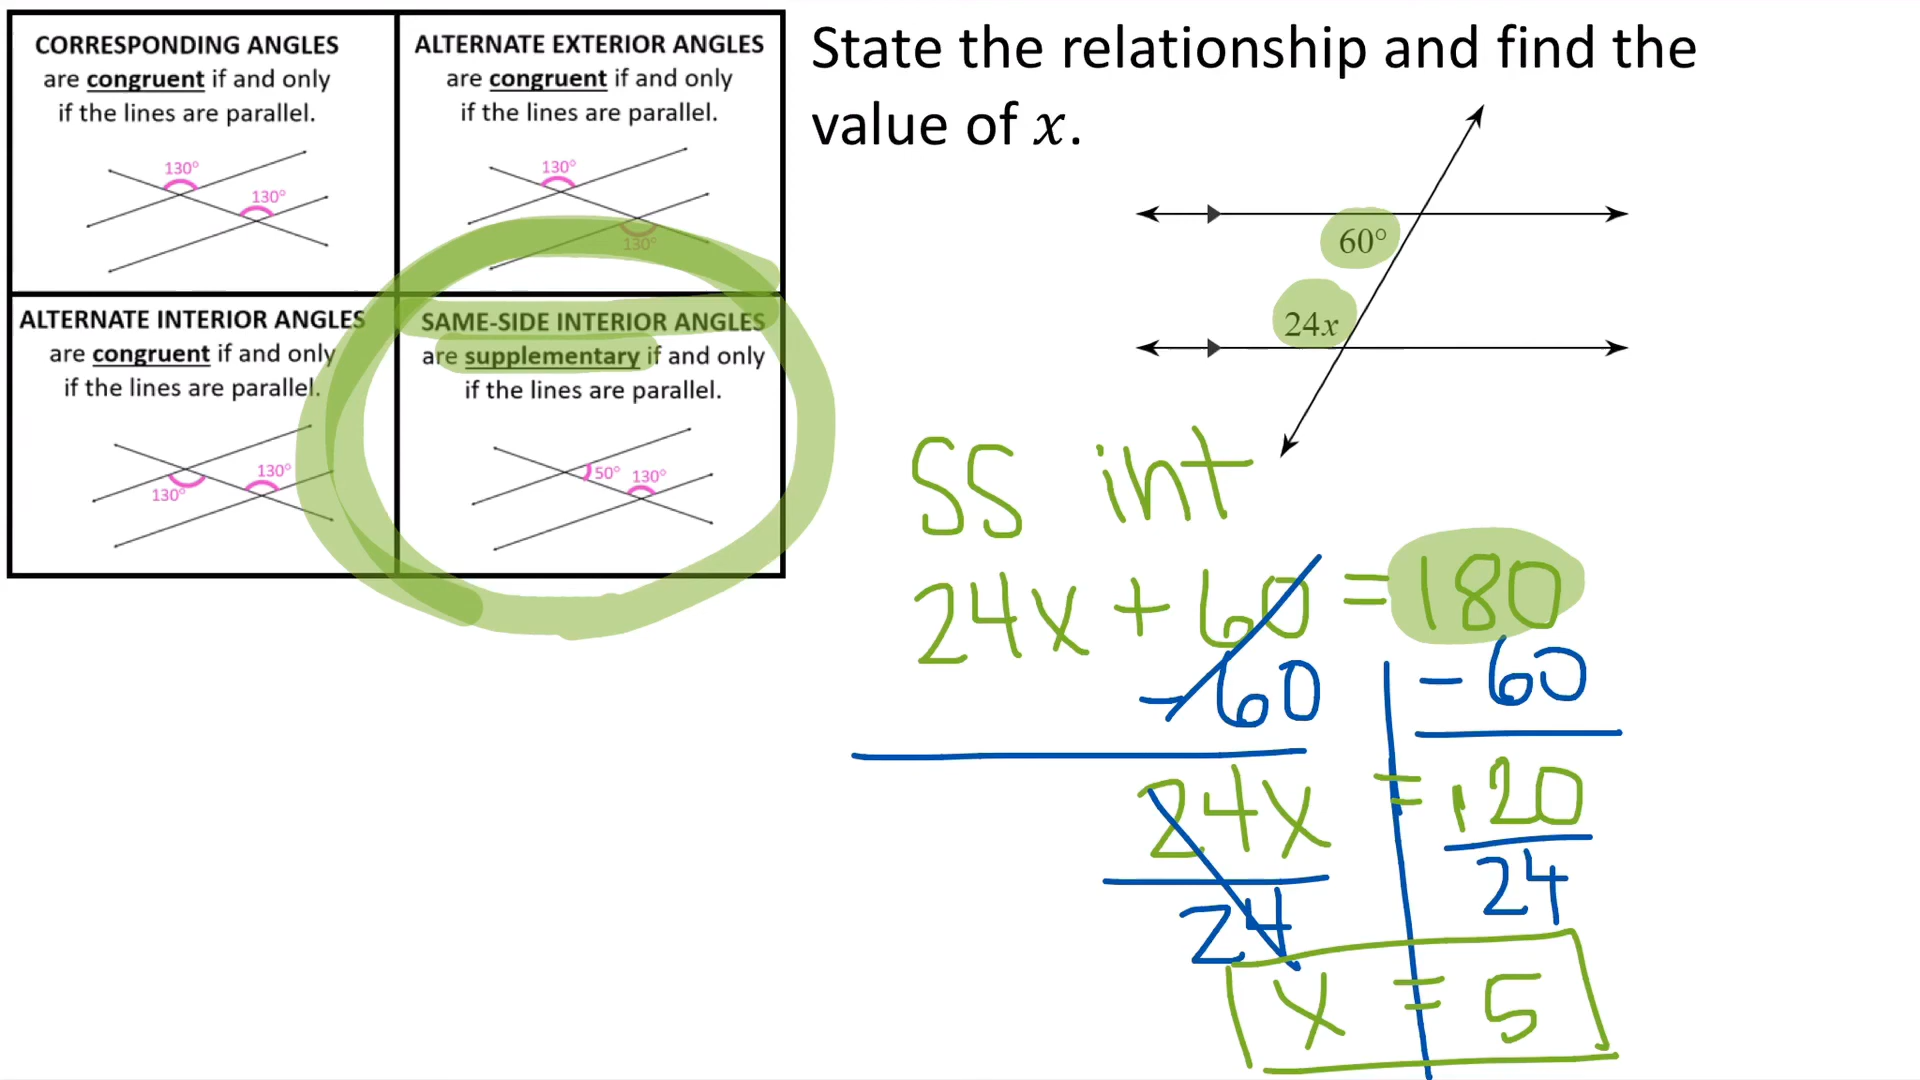 CORRESPONDING ANGLES
are congruent if and only
if the lines are parallel.
130°
130°
ALTERNATE EXTERIOR ANGLES
are congruent if and only
if the lines are parallel.
130°
130°
ALTERNATE INTERIOR ANGLES
are congruent if and only
if the lines are parallel.
130°
130°
SAME-SIDE INTERIOR ANGLES
are supplementary if and only
if the lines are parallel.
50° 130°
State the relationship and find the
value of x.
60°
24x
SS int
24x + 60 = 180
-60 -60
24x = 120
24 24
x = 5